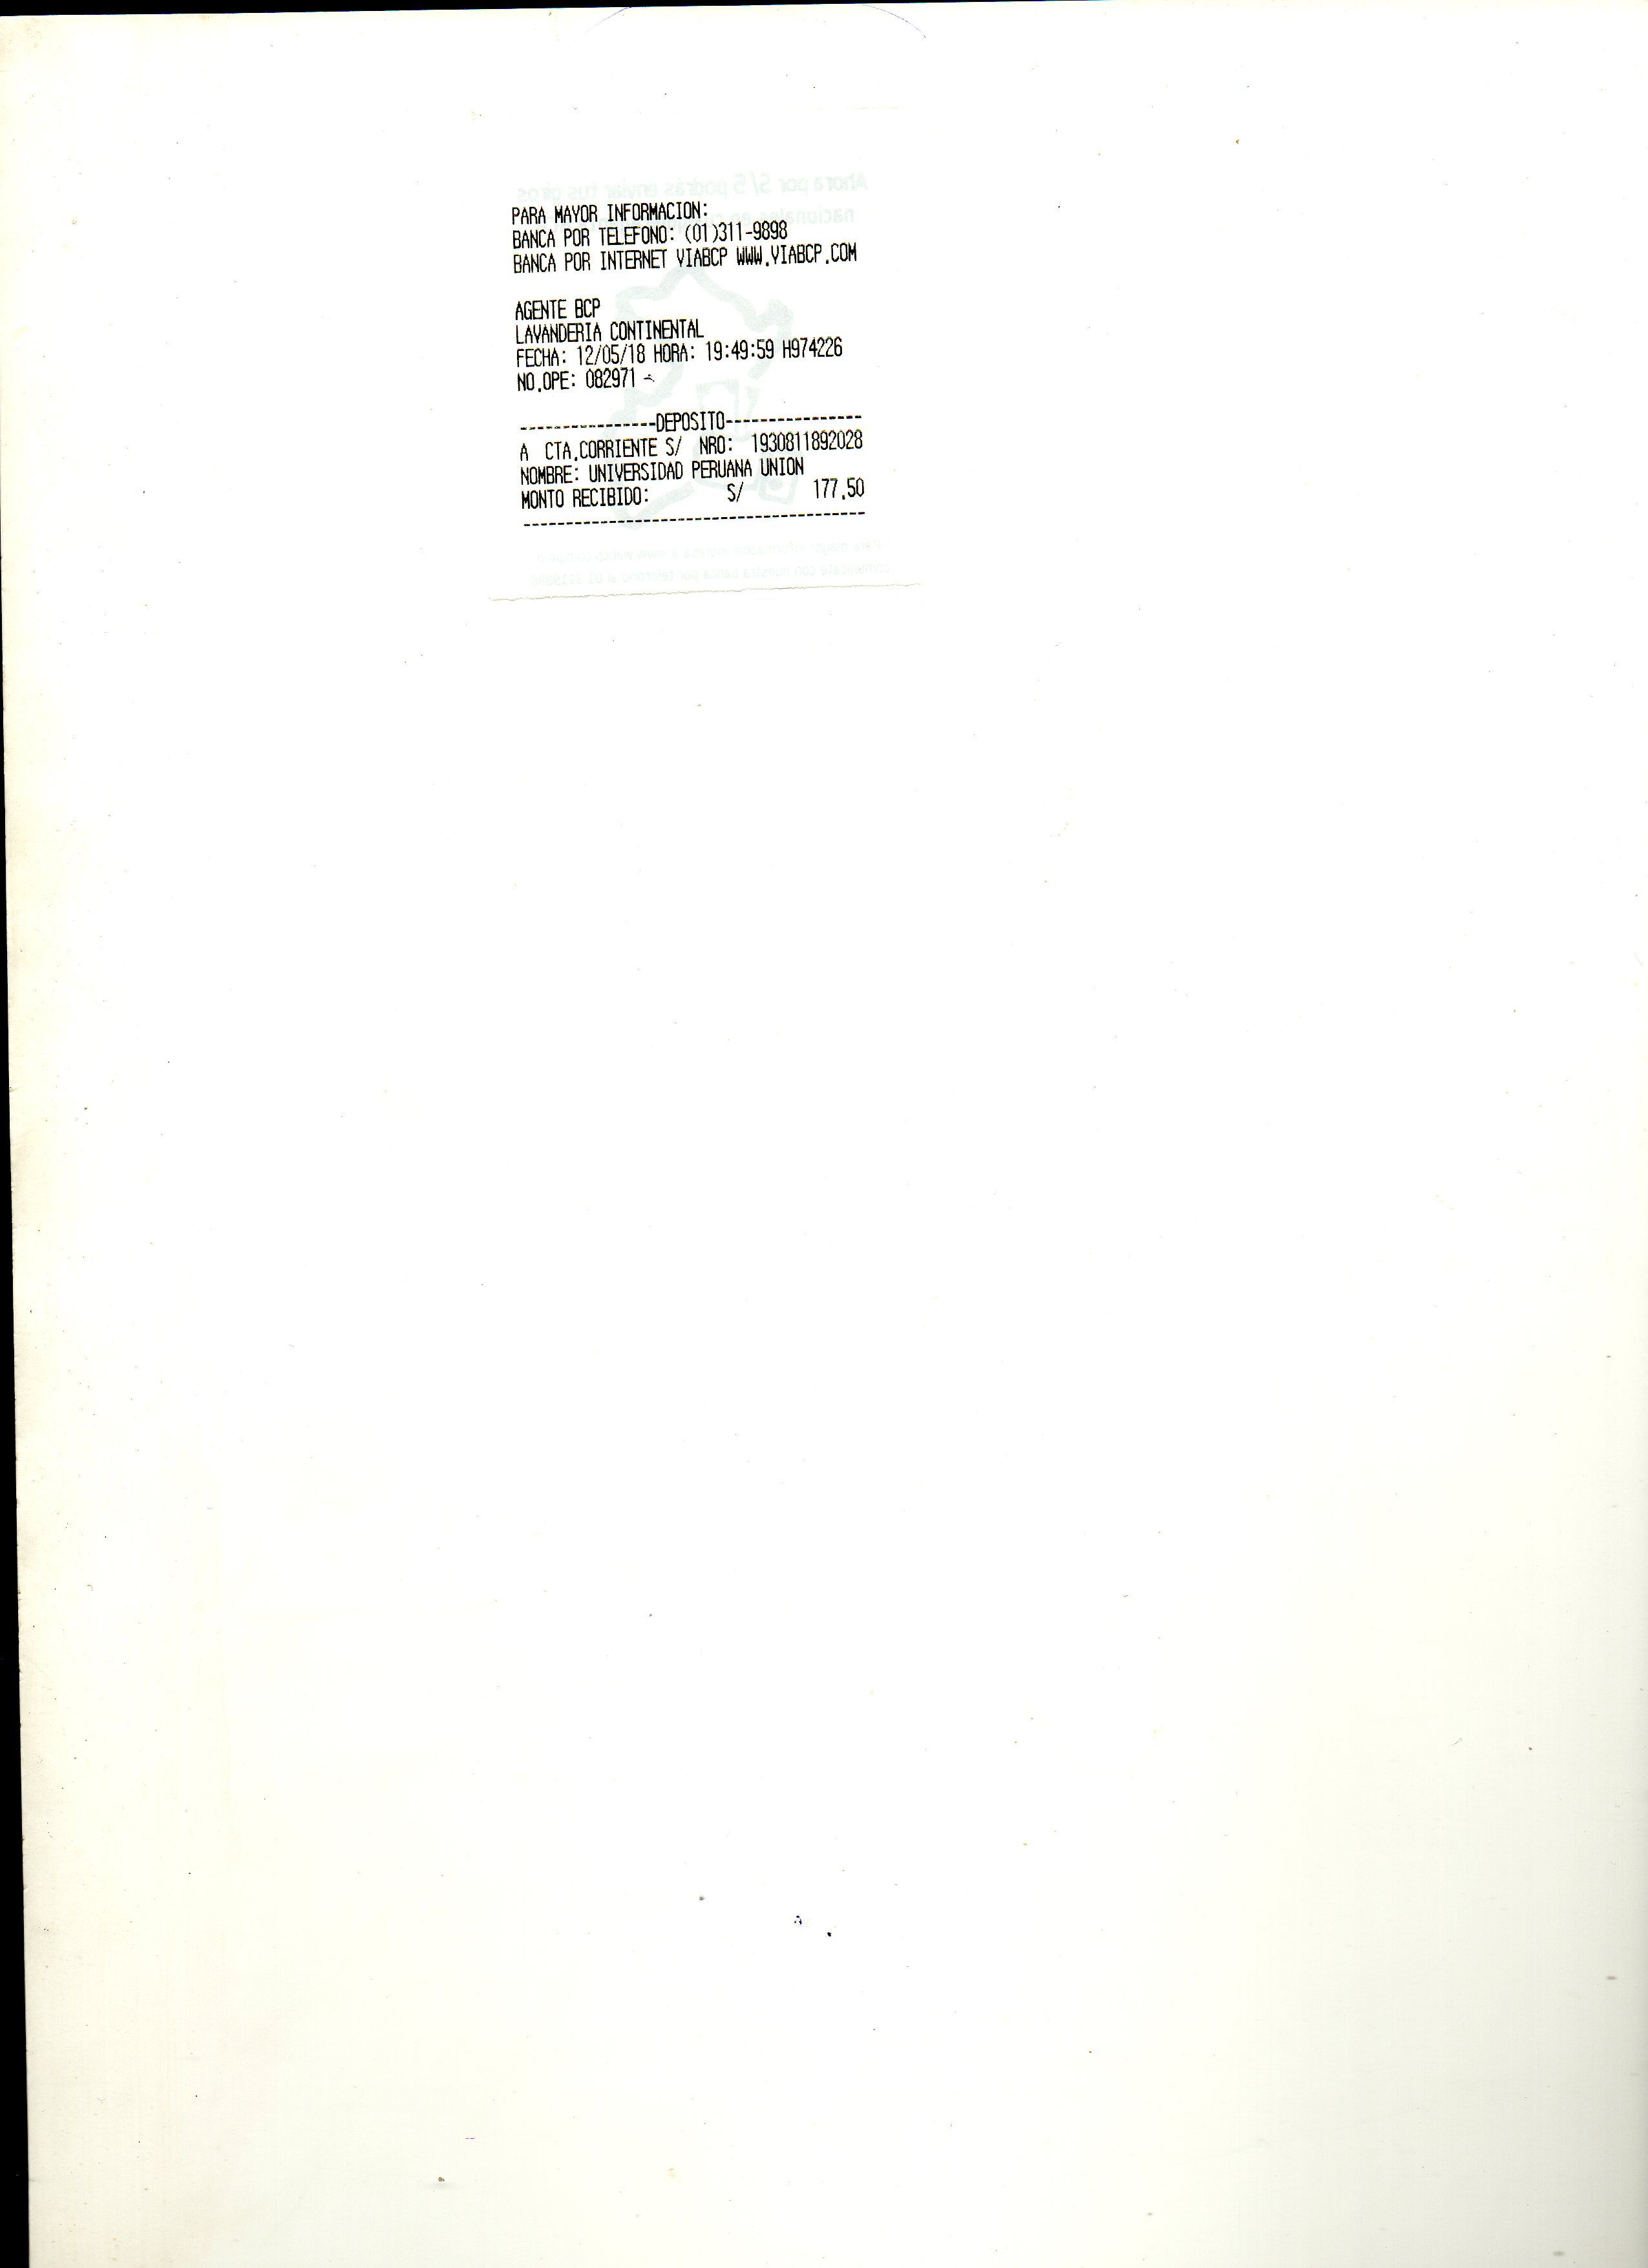 PARA MAYOR INFORMACION:
BANCA POR TELEFONO: (01)311-9898
BANCA POR INTERNET VIABCP WWW.VIABCP.COM
AGENTE BCP
LAVANDERIA CONTINENTAL
FECHA: 12/05/18 HORA: 19:49:59 H974226
NO.OPE: 082971
----------------DEPOSITO----------------
A CTA.CORRIENTE S/ NRO: 1930811892028
NOMBRE: UNIVERSIDAD PERUANA UNION
MONTO RECIBIDO: S/ 177.50
----------------------------------------